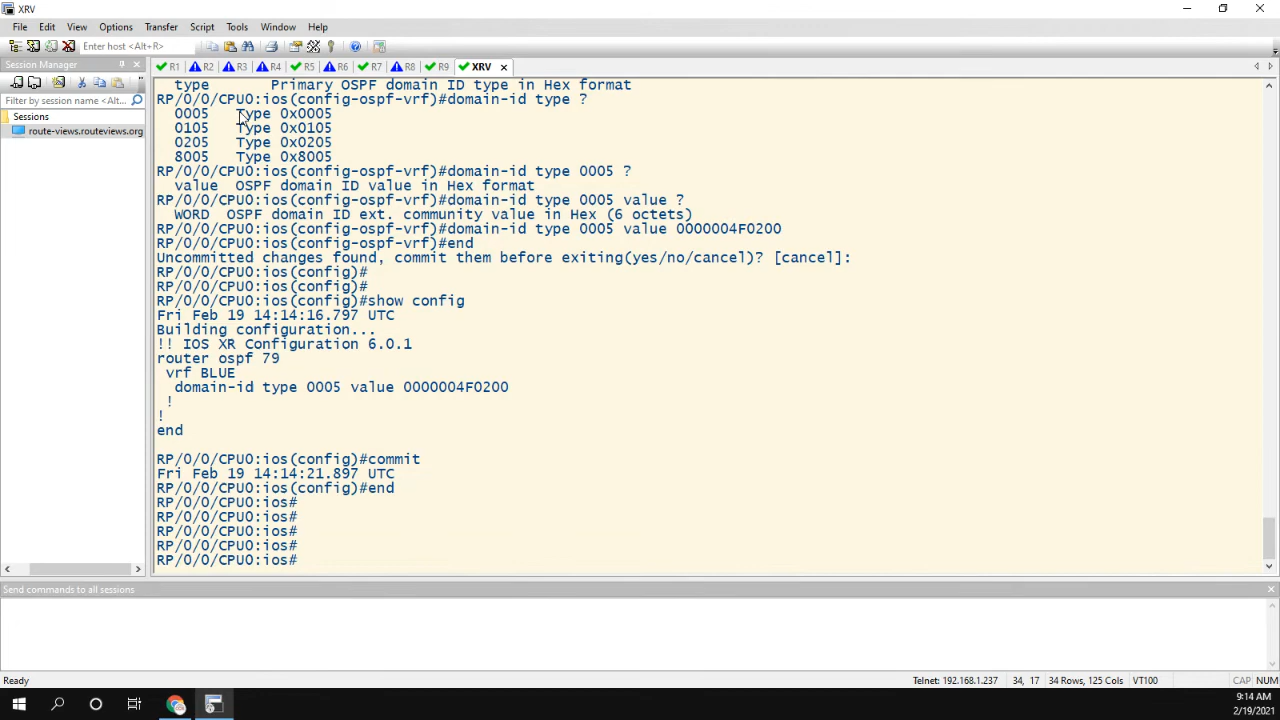 XRV
File Edit View Options Transfer Script Tools Window Help
Enter host <Alt+R>
Session Manager
R1 R2 R3 R4 R5 R6 R7 R8 R9 XRV
Filter by session name <Alt+
Sessions
route-views.routeviews.org
type Primary OSPF domain ID type in Hex format
RP/0/0/CPU0:ios(config-ospf-vrf)#domain-id type ?
0005 Type 0x0005
0105 Type 0x0105
0205 Type 0x0205
8005 Type 0x8005
RP/0/0/CPU0:ios(config-ospf-vrf)#domain-id type 0005 ?
value OSPF domain ID value in Hex format
RP/0/0/CPU0:ios(config-ospf-vrf)#domain-id type 0005 value ?
WORD OSPF domain ID ext. community value in Hex (6 octets)
RP/0/0/CPU0:ios(config-ospf-vrf)#domain-id type 0005 value 0000004F0200
RP/0/0/CPU0:ios(config-ospf-vrf)#end
Uncommitted changes found, commit them before exiting(yes/no/cancel)? [cancel]:
RP/0/0/CPU0:ios(config)#
RP/0/0/CPU0:ios(config)#
RP/0/0/CPU0:ios(config)#show config
Fri Feb 19 14:14:16.797 UTC
Building configuration...
!! IOS XR Configuration 6.0.1
router ospf 79
vrf BLUE
domain-id type 0005 value 0000004F0200
!
!
end
RP/0/0/CPU0:ios(config)#commit
Fri Feb 19 14:14:21.897 UTC
RP/0/0/CPU0:ios(config)#end
RP/0/0/CPU0:ios#
RP/0/0/CPU0:ios#
RP/0/0/CPU0:ios#
RP/0/0/CPU0:ios#
RP/0/0/CPU0:ios#
Send commands to all sessions
Ready
Telnet: 192.168.1.237 34, 17 34 Rows, 125 Cols VT100 CAP NUM
9:14 AM
2/19/2021